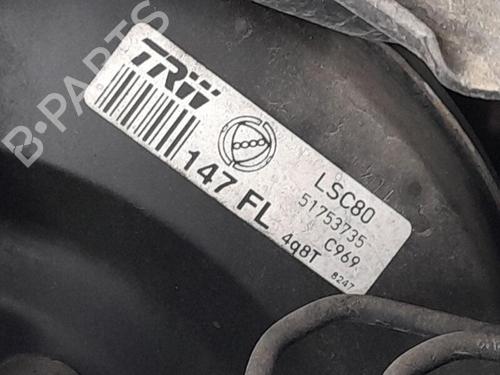 B-PARTS
TRW
147 FL
LSC80
51753735
C969
4q8T
8247